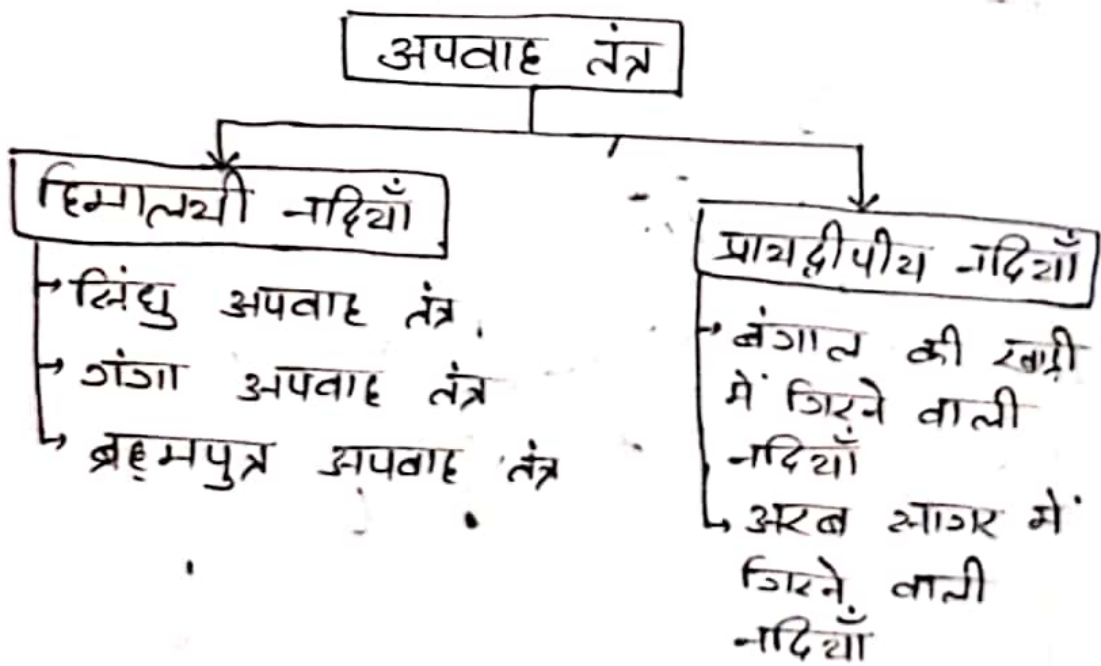 अपवाह तंत्र
हिमालयी नदियाँ
सिंधु अपवाह तंत्र
गंगा अपवाह तंत्र
ब्रह्मपुत्र अपवाह तंत्र
प्रायद्वीपीय नदियाँ
बंगाल की खाड़ी
में गिरने वाली
नदियाँ
अरब सागर में
गिरने वाली
नदियाँ